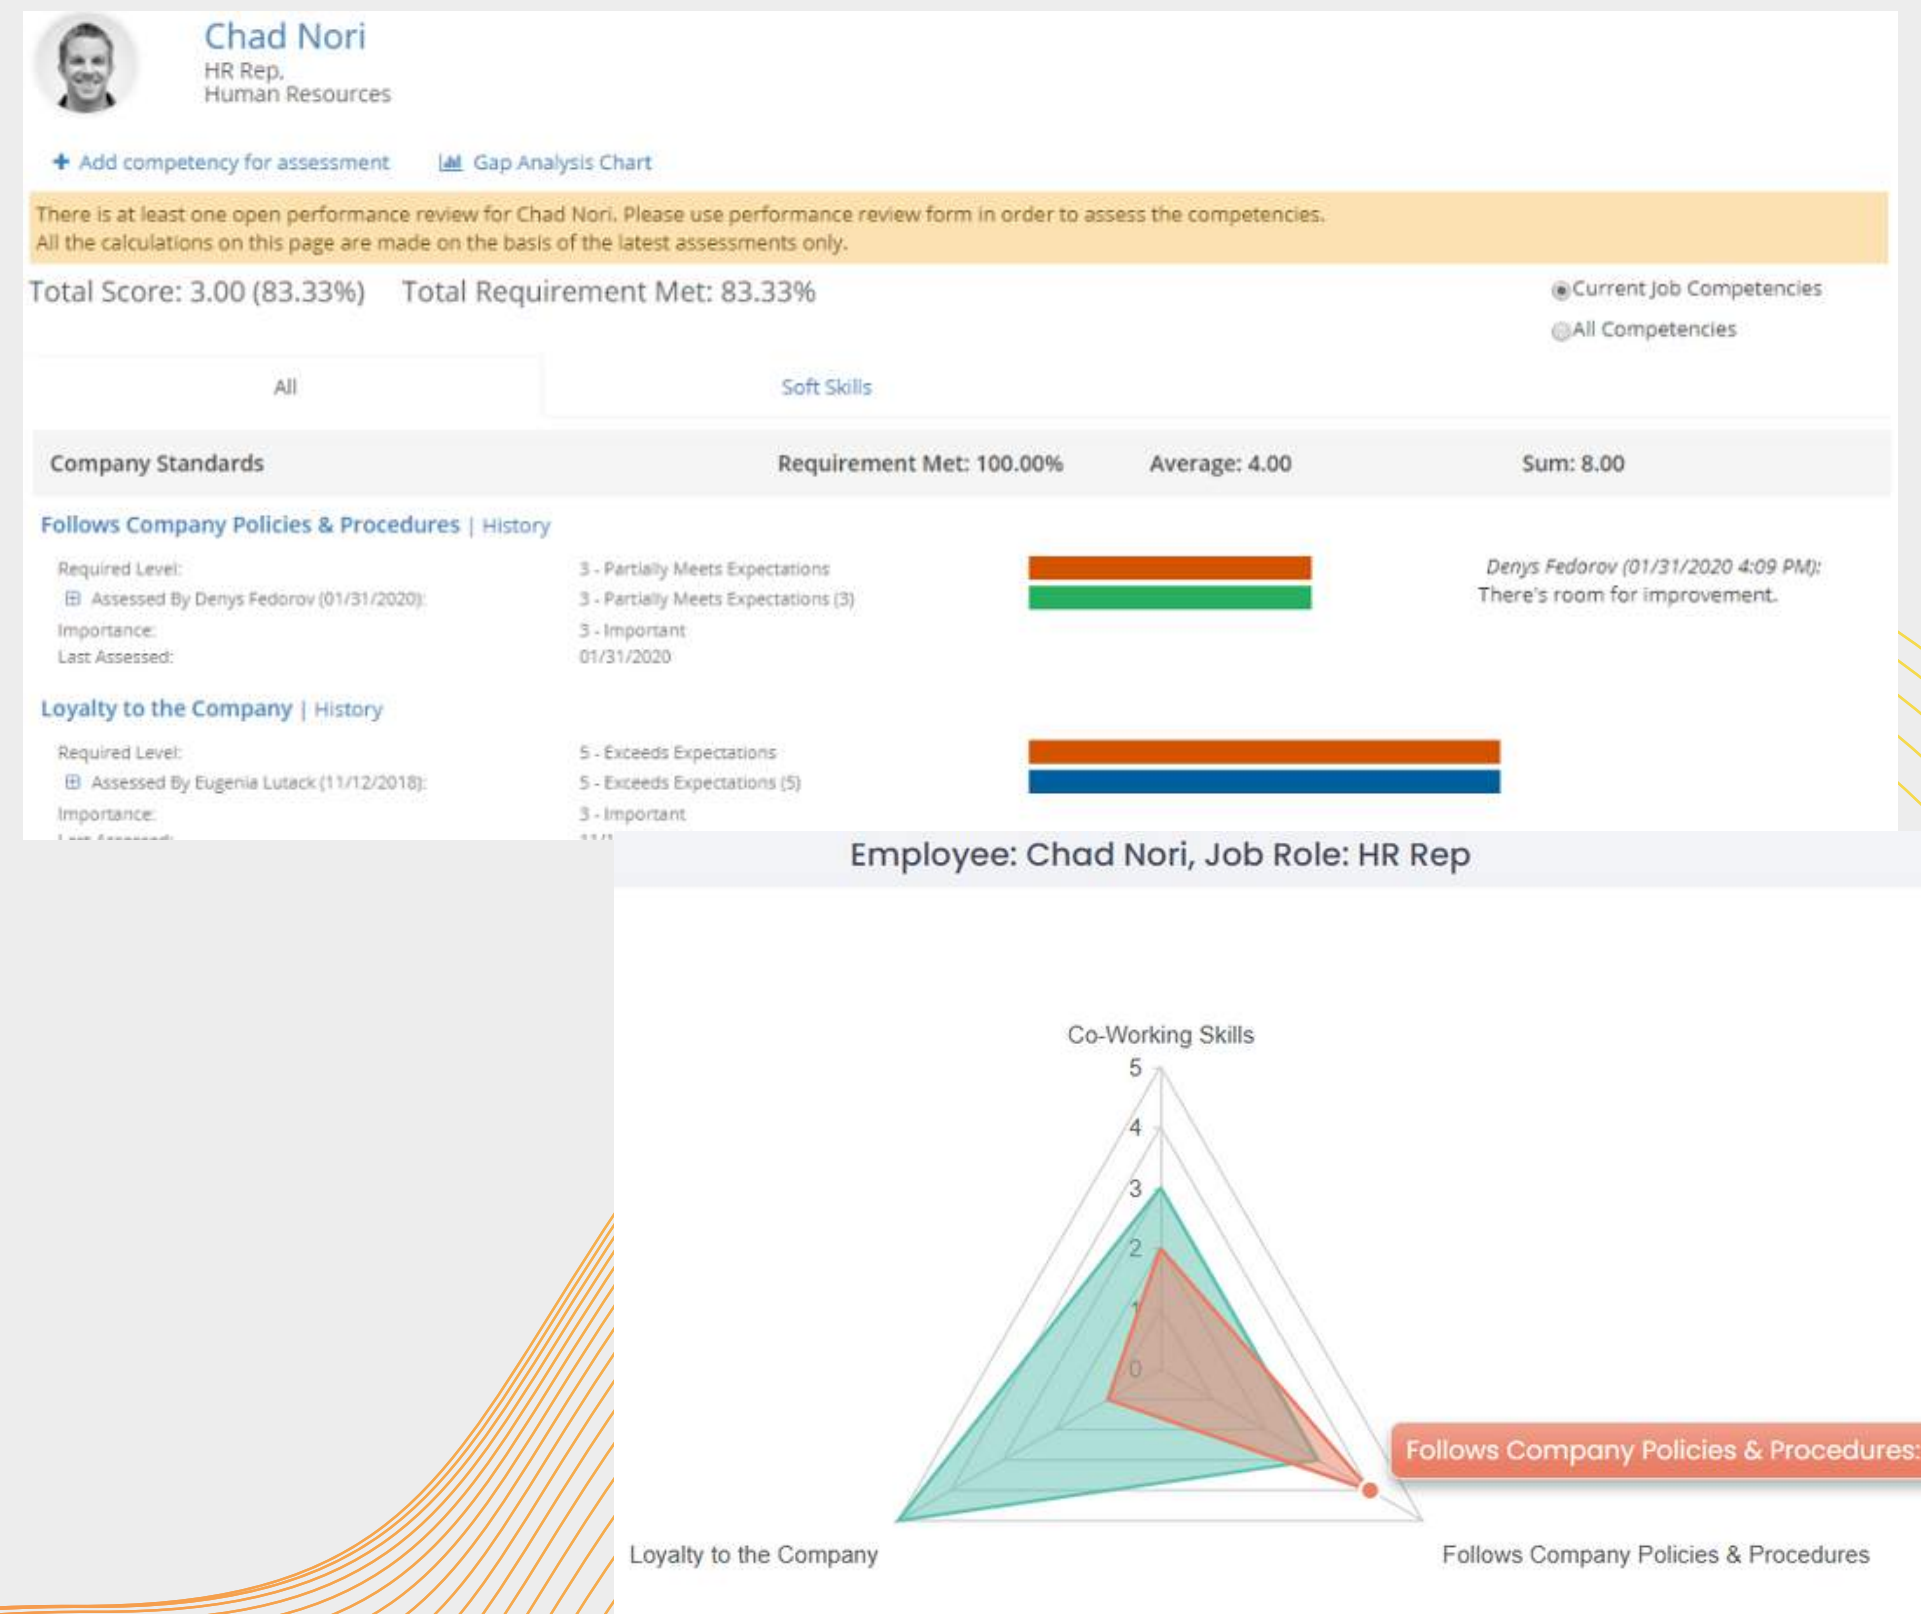 Chad Nori
HR Rep,
Human Resources
Add competency for assessment Gap Analysis Chart
There is at least one open performance review for Chad Nori. Please use performance review form in order to assess the competencies.
All the calculations on this page are made on the basis of the latest assessments only.
Total Score: 3.00 (83.33%) Total Requirement Met: 83.33%
Current Job Competencies
All Competencies
All Soft Skills
Company Standards Requirement Met: 100.00% Average: 4.00 Sum: 8.00
Follows Company Policies & Procedures | History
Required Level: 3 - Partially Meets Expectations
Assessed By Denys Fedorov (01/31/2020): 3 - Partially Meets Expectations (3)
Importance: 3 - Important
Last Assessed: 01/31/2020
Denys Fedorov (01/31/2020 4:09 PM):
There's room for improvement.
Loyalty to the Company | History
Required Level: 5 - Exceeds Expectations
Assessed By Eugenia Lutack (11/12/2018): 5 - Exceeds Expectations (5)
Importance: 3 - Important
Employee: Chad Nori, Job Role: HR Rep
Co-Working Skills
5
4
3
2
1
0
Follows Company Policies & Procedures:
Loyalty to the Company
Follows Company Policies & Procedures